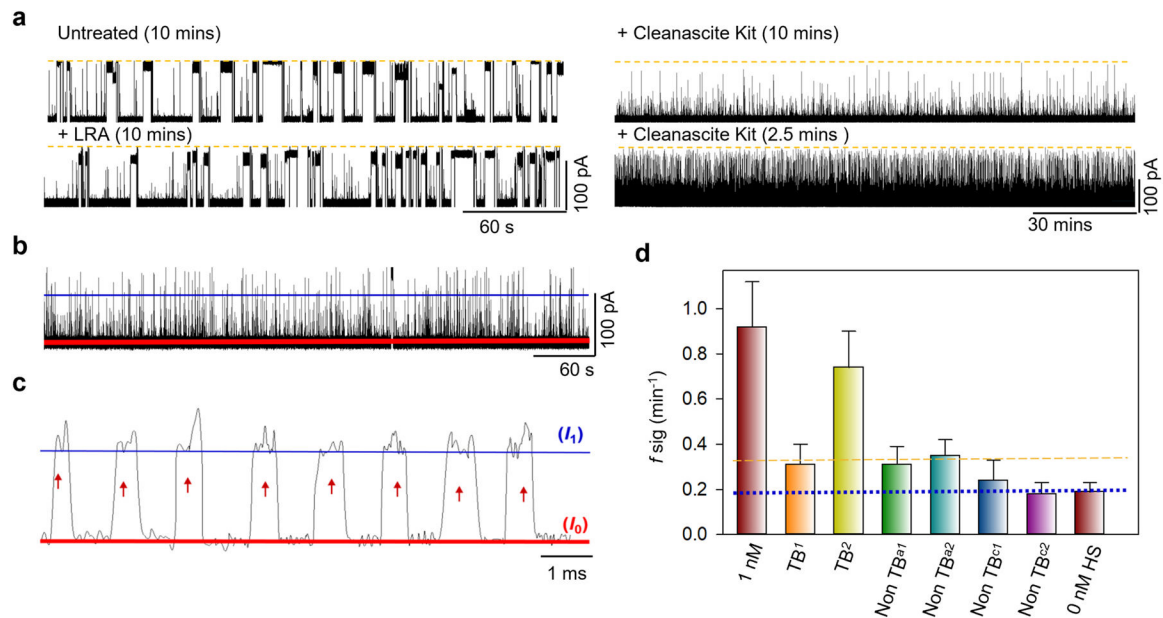 a
Untreated (10 mins)
+ LRA (10 mins)
100 pA
60 s
+ Cleanascite Kit (10 mins)
+ Cleanascite Kit (2.5 mins )
100 pA
30 mins
b
100 pA
60 s
c
(I₁)
(I₀)
1 ms
d
f sig (min⁻¹)
1.0
0.8
0.6
0.4
0.2
0.0
1 nM
TB¹
TB²
Non TBᵃ¹
Non TBᵃ²
Non TBᶜ¹
Non TBᶜ²
0 nM HS